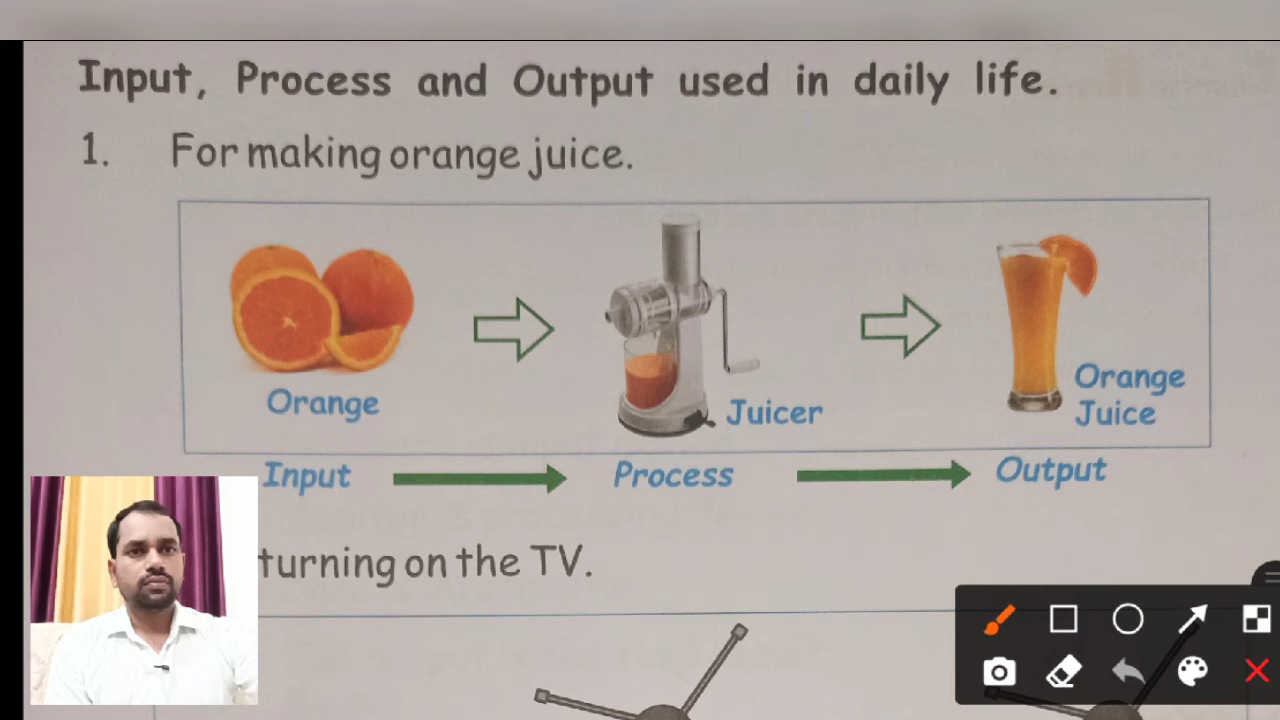 Input, Process and Output used in daily life.
1. For making orange juice.
Orange
Juicer
Orange
Juice
Input
Process
Output
turning on the TV.